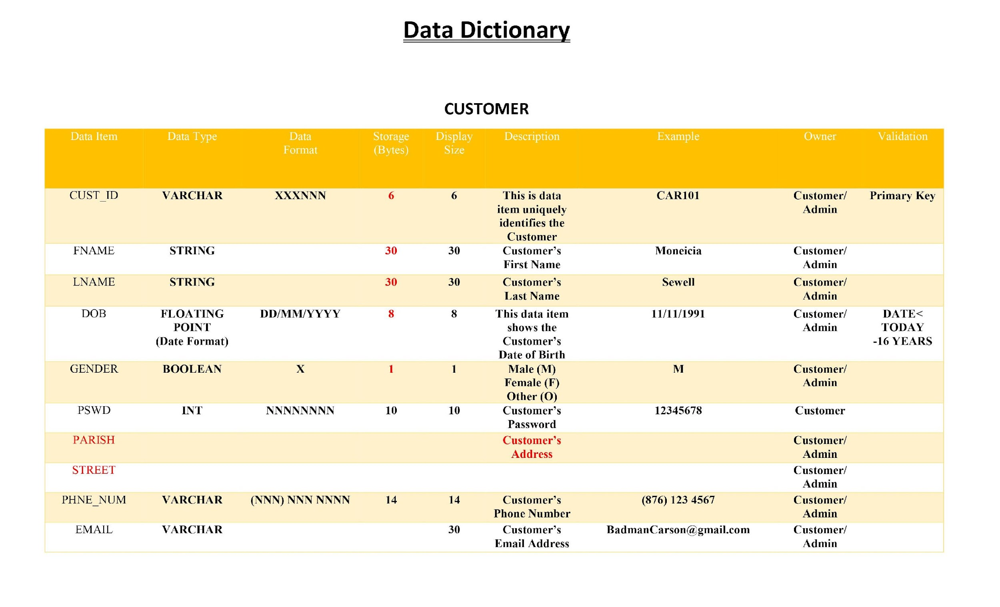 Data Dictionary
CUSTOMER
Data Item Data Type Data Format Storage (Bytes) Display Size Description Example Owner Validation
CUST_ID VARCHAR XXXNNN 6 6 This is data item uniquely identifies the Customer CAR101 Customer/ Admin Primary Key
FNAME STRING 30 30 Customer’s First Name Moneicia Customer/ Admin
LNAME STRING 30 30 Customer’s Last Name Sewell Customer/ Admin
DOB FLOATING POINT (Date Format) DD/MM/YYYY 8 8 This data item shows the Customer’s Date of Birth 11/11/1991 Customer/ Admin DATE< TODAY -16 YEARS
GENDER BOOLEAN X 1 1 Male (M) Female (F) Other (O) M Customer/ Admin
PSWD INT NNNNNNNN 10 10 Customer’s Password 12345678 Customer
PARISH Customer’s Address Customer/ Admin
STREET Customer/ Admin
PHNE_NUM VARCHAR (NNN) NNN NNNN 14 14 Customer’s Phone Number (876) 123 4567 Customer/ Admin
EMAIL VARCHAR 30 Customer’s Email Address BadmanCarson@gmail.com Customer/ Admin